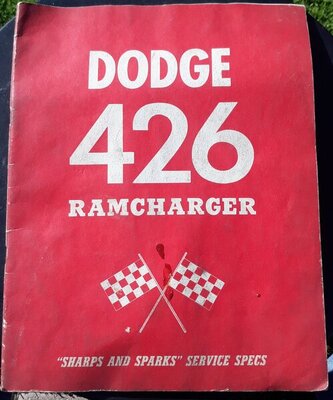 DODGE
426
RAMCHARGER
"SHARPS AND SPARKS" SERVICE SPECS